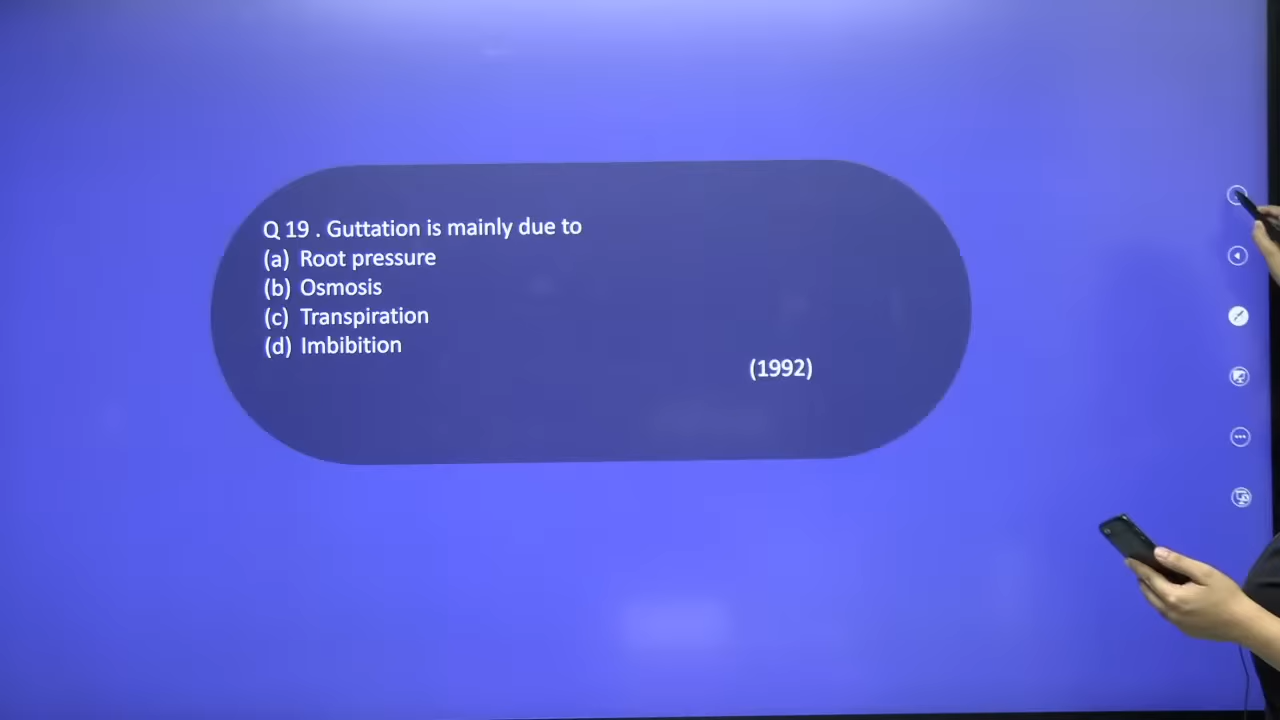 Q 19 . Guttation is mainly due to
(a) Root pressure
(b) Osmosis
(c) Transpiration
(d) Imbibition
(1992)